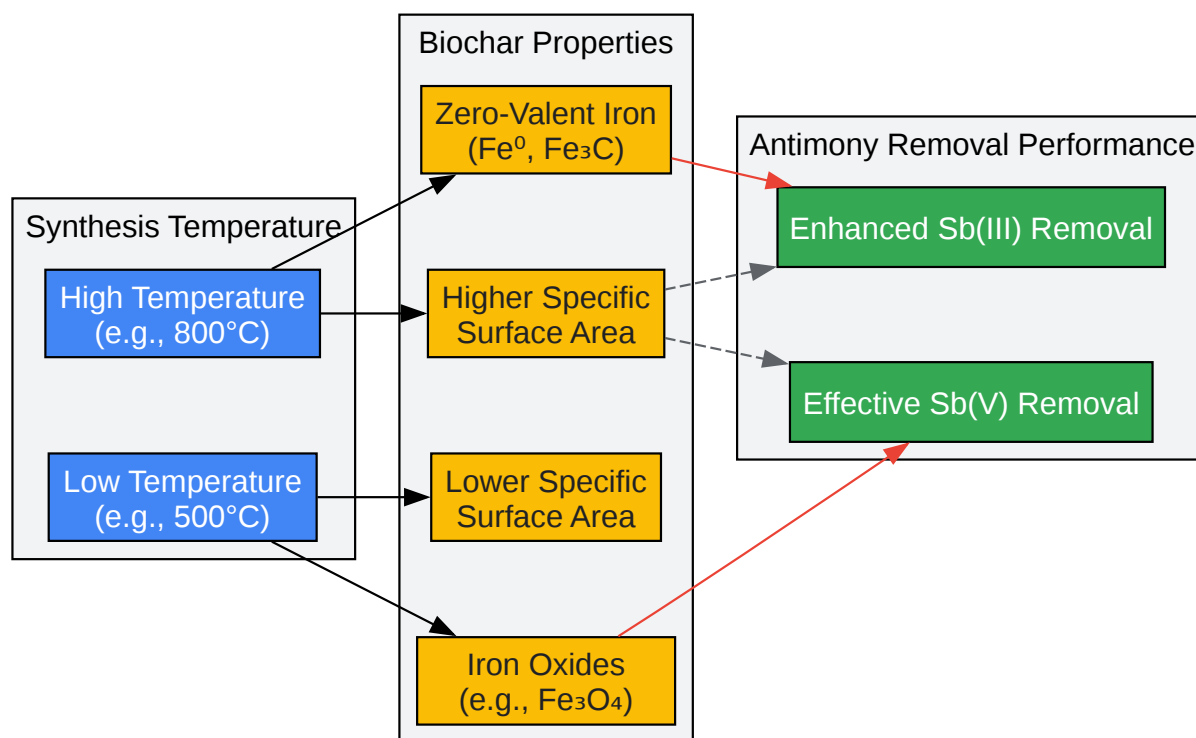 Synthesis Temperature
High Temperature
(e.g., 800°C)
Low Temperature
(e.g., 500°C)
Biochar Properties
Zero-Valent Iron
(Fe⁰, Fe₃C)
Higher Specific
Surface Area
Lower Specific
Surface Area
Iron Oxides
(e.g., Fe₃O₄)
Antimony Removal Performance
Enhanced Sb(III) Removal
Effective Sb(V) Removal